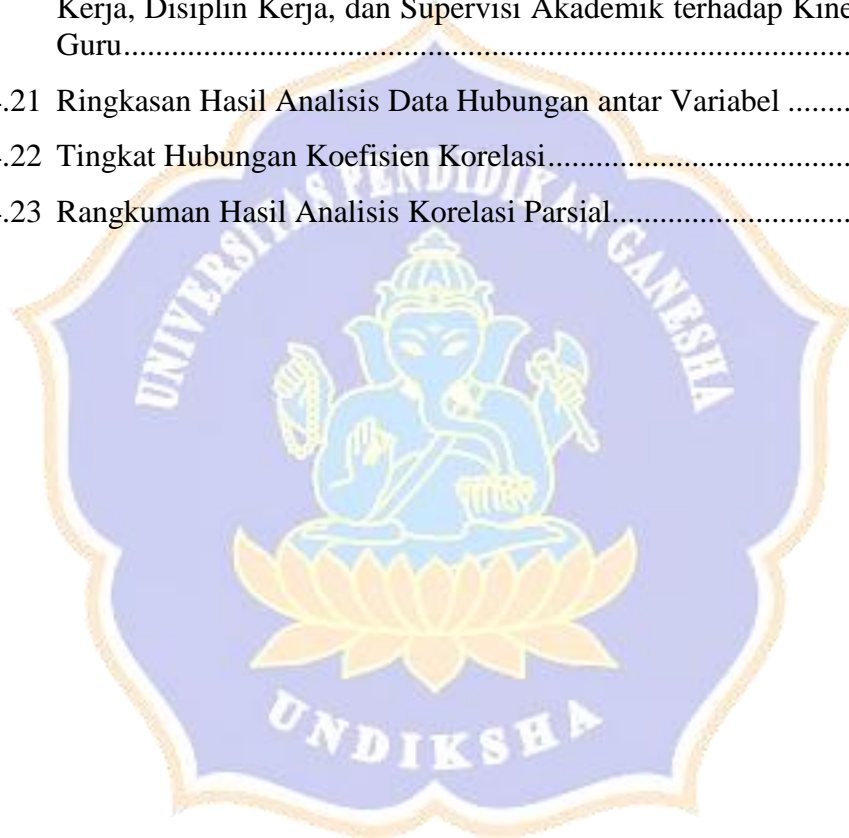 Kerja, Disiplin Kerja, dan Supervisi Akademik terhadap Kine
Guru....................................................................................................
.21 Ringkasan Hasil Analisis Data Hubungan antar Variabel ........
.22 Tingkat Hubungan Koefisien Korelasi.......................................
.23 Rangkuman Hasil Analisis Korelasi Parsial...............................
UNIVERSITAS PENDIDIKAN GANESHA
UNDIKSHA